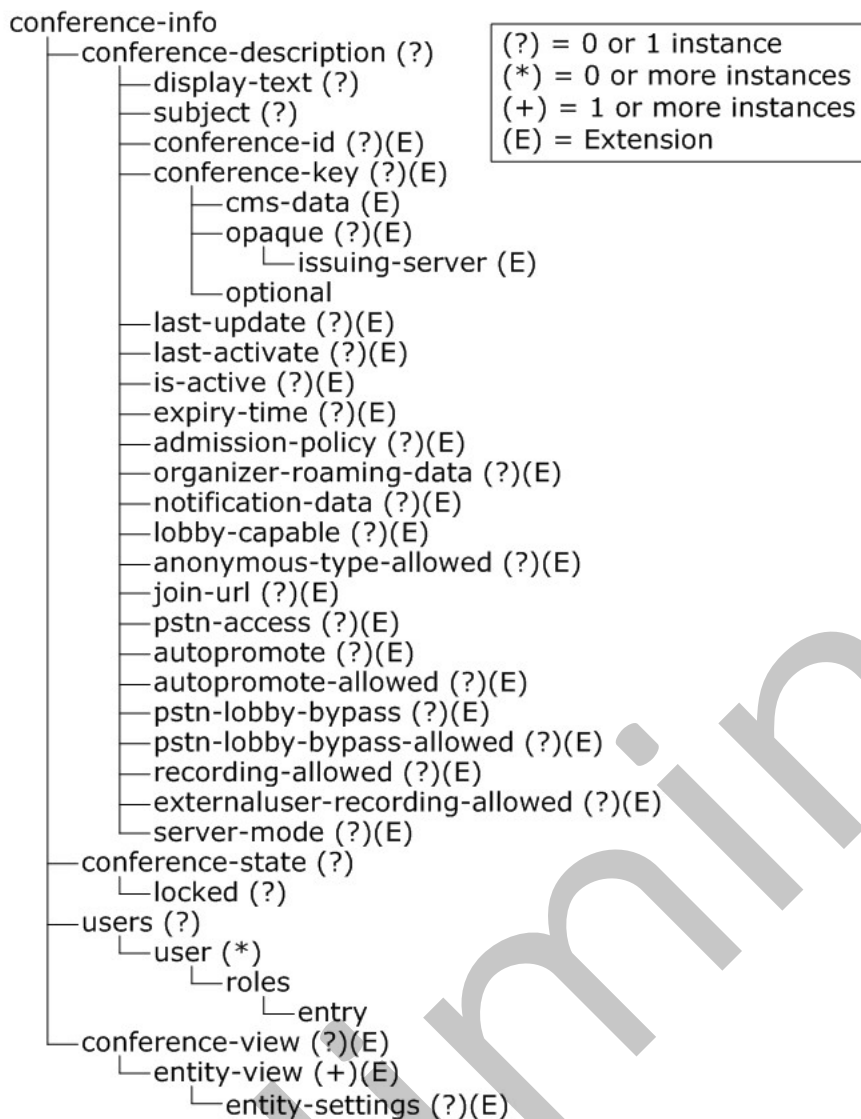 conference-info
conference-description (?)
display-text (?)
subject (?)
conference-id (?)(E)
conference-key (?)(E)
cms-data (E)
opaque (?)(E)
issuing-server (E)
optional
last-update (?)(E)
last-activate (?)(E)
is-active (?)(E)
expiry-time (?)(E)
admission-policy (?)(E)
organizer-roaming-data (?)(E)
notification-data (?)(E)
lobby-capable (?)(E)
anonymous-type-allowed (?)(E)
join-url (?)(E)
pstn-access (?)(E)
autopromote (?)(E)
autopromote-allowed (?)(E)
pstn-lobby-bypass (?)(E)
pstn-lobby-bypass-allowed (?)(E)
recording-allowed (?)(E)
externaluser-recording-allowed (?)(E)
server-mode (?)(E)
conference-state (?)
locked (?)
users (?)
user (*)
roles
entry
conference-view (?)(E)
entity-view (+)(E)
entity-settings (?)(E)
(?) = 0 or 1 instance
(*) = 0 or more instances
(+) = 1 or more instances
(E) = Extension